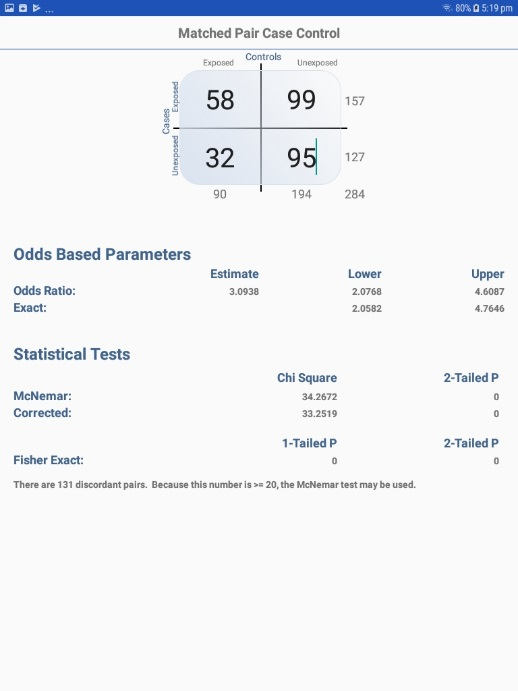 ... 80% 5:19 pm
Matched Pair Case Control
Controls
Exposed Unexposed
Cases
Exposed 58 99 157
Unexposed 32 95 127
90 194 284
Odds Based Parameters
Estimate Lower Upper
Odds Ratio: 3.0938 2.0768 4.6087
Exact: 2.0582 4.7646
Statistical Tests
Chi Square 2-Tailed P
McNemar: 34.2672 0
Corrected: 33.2519 0
1-Tailed P 2-Tailed P
Fisher Exact: 0 0
There are 131 discordant pairs. Because this number is >= 20, the McNemar test may be used.